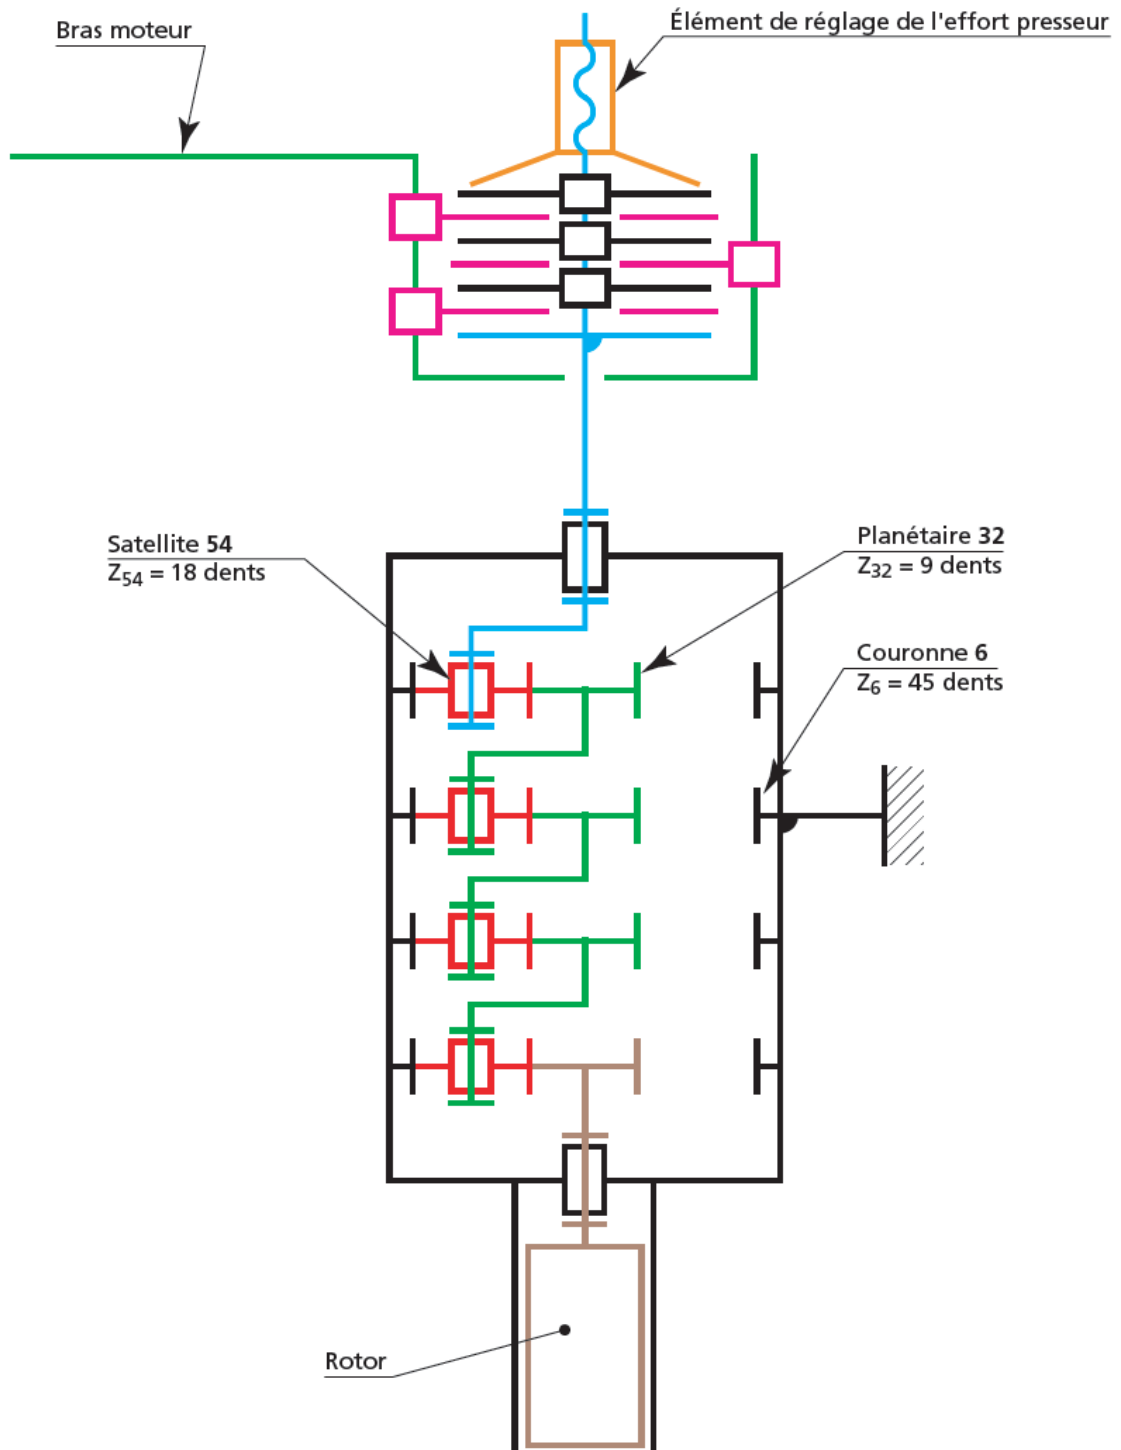 Élément de réglage de l'effort presseur
Bras moteur
Planétaire 32
Z32 = 9 dents
Satellite 54
Z54 = 18 dents
Couronne 6
Z6 = 45 dents
Rotor